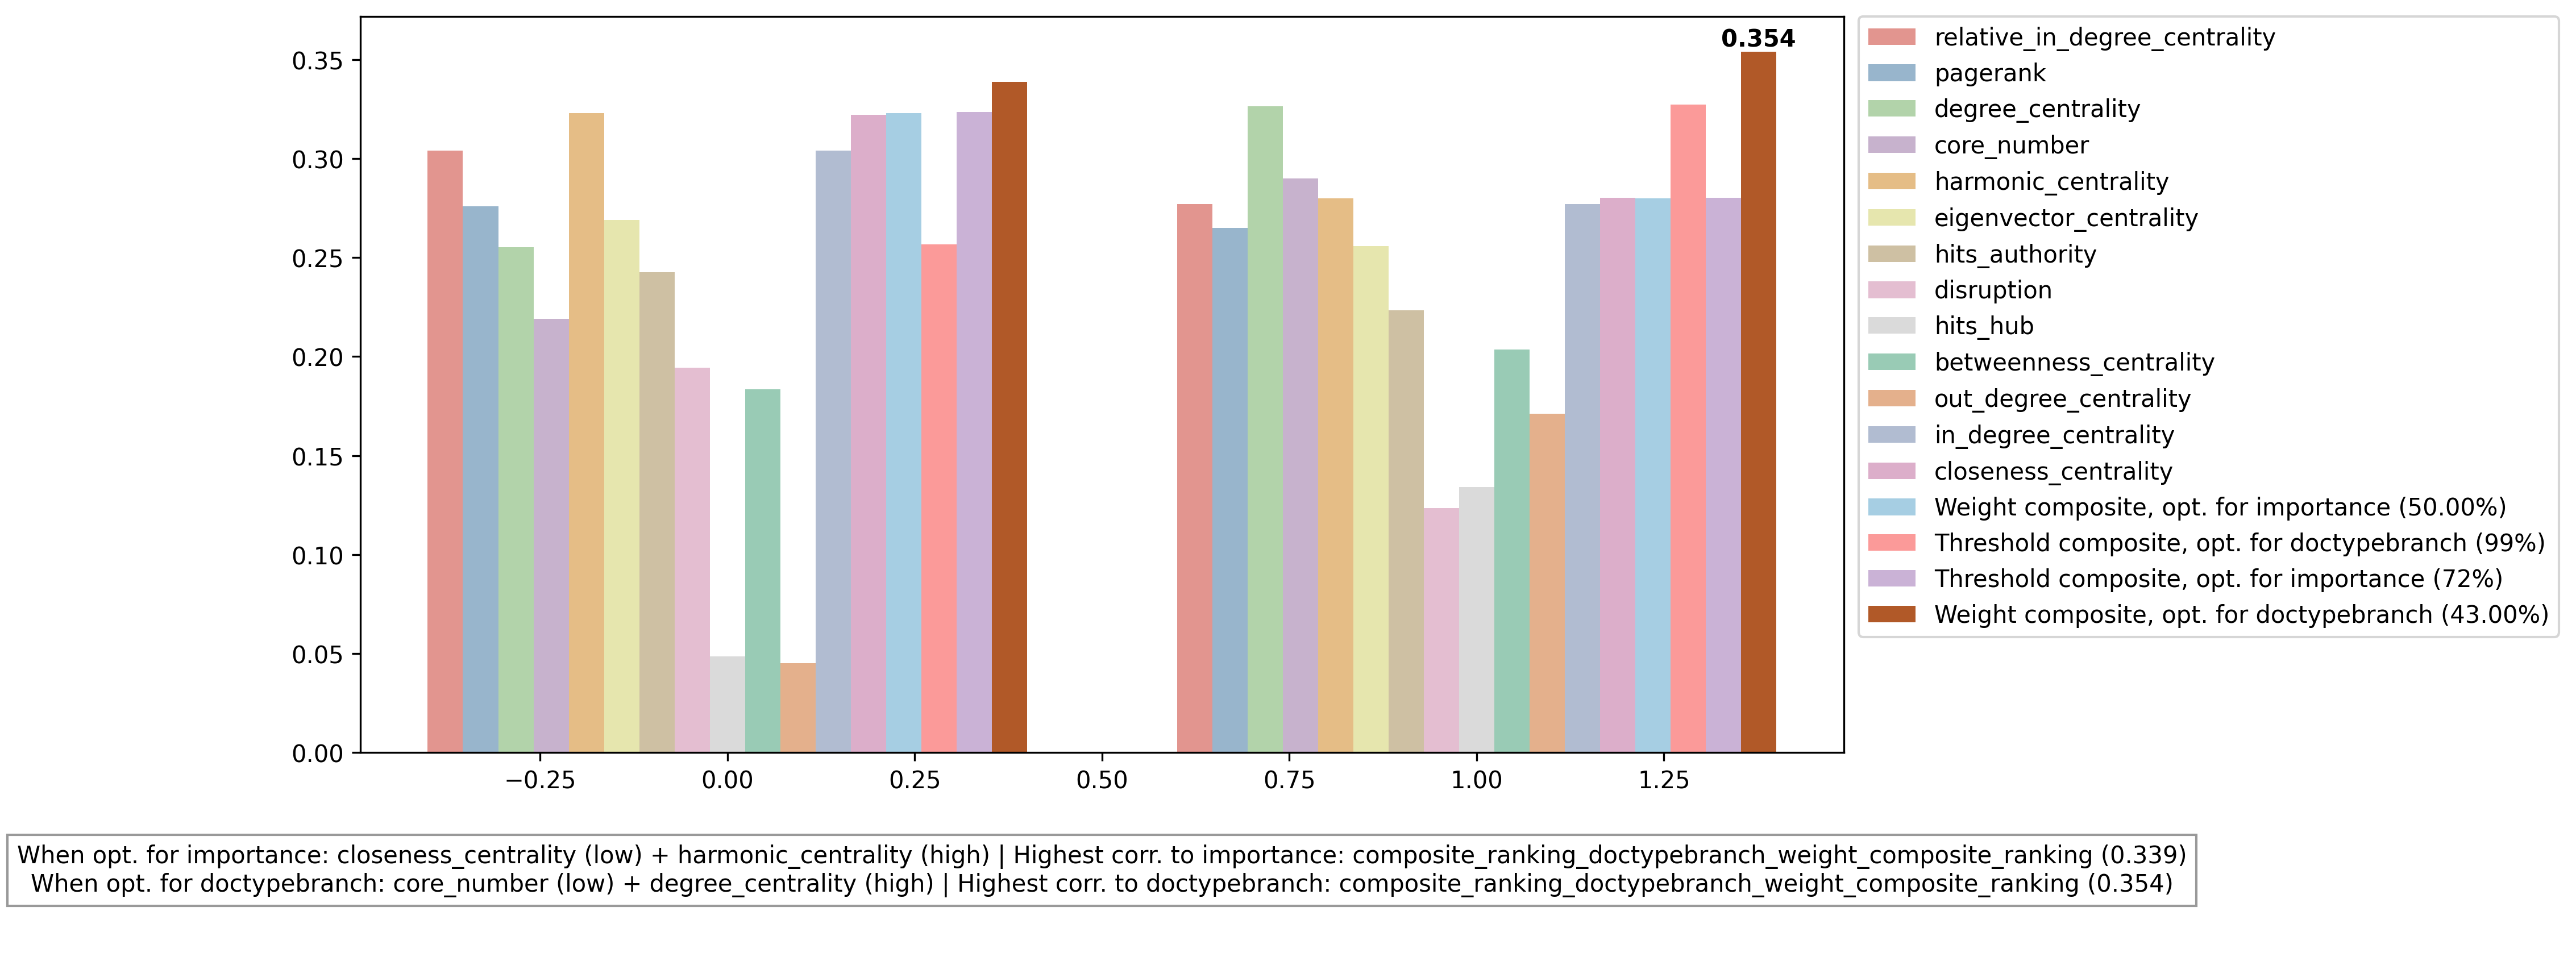 0.354
0.35
0.30
0.25
0.20
0.15
0.10
0.05
0.00
−0.25
0.00
0.25
0.50
0.75
1.00
1.25
relative_in_degree_centrality
pagerank
degree_centrality
core_number
harmonic_centrality
eigenvector_centrality
hits_authority
disruption
hits_hub
betweenness_centrality
out_degree_centrality
in_degree_centrality
closeness_centrality
Weight composite, opt. for importance (50.00%)
Threshold composite, opt. for doctypebranch (99%)
Threshold composite, opt. for importance (72%)
Weight composite, opt. for doctypebranch (43.00%)
When opt. for importance: closeness_centrality (low) + harmonic_centrality (high) | Highest corr. to importance: composite_ranking_doctypebranch_weight_composite_ranking (0.339)
When opt. for doctypebranch: core_number (low) + degree_centrality (high) | Highest corr. to doctypebranch: composite_ranking_doctypebranch_weight_composite_ranking (0.354)